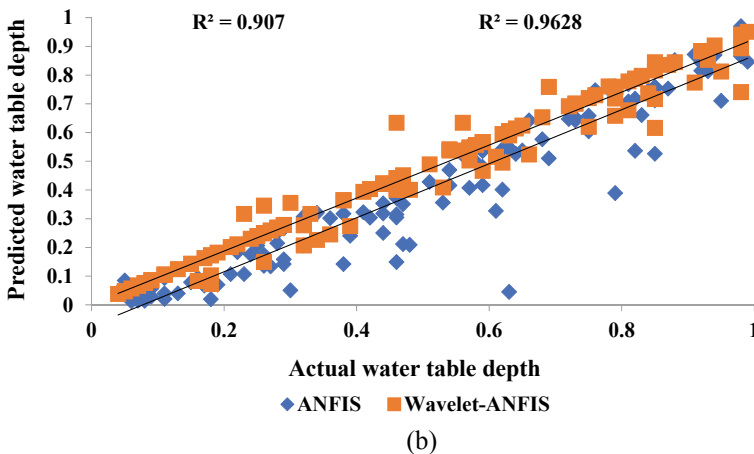 R² = 0.907 R² = 0.9628
Predicted water table depth
1
0.9
0.8
0.7
0.6
0.5
0.4
0.3
0.2
0.1
0
0 0.2 0.4 0.6 0.8 1
Actual water table depth
ANFIS Wavelet-ANFIS
(b)